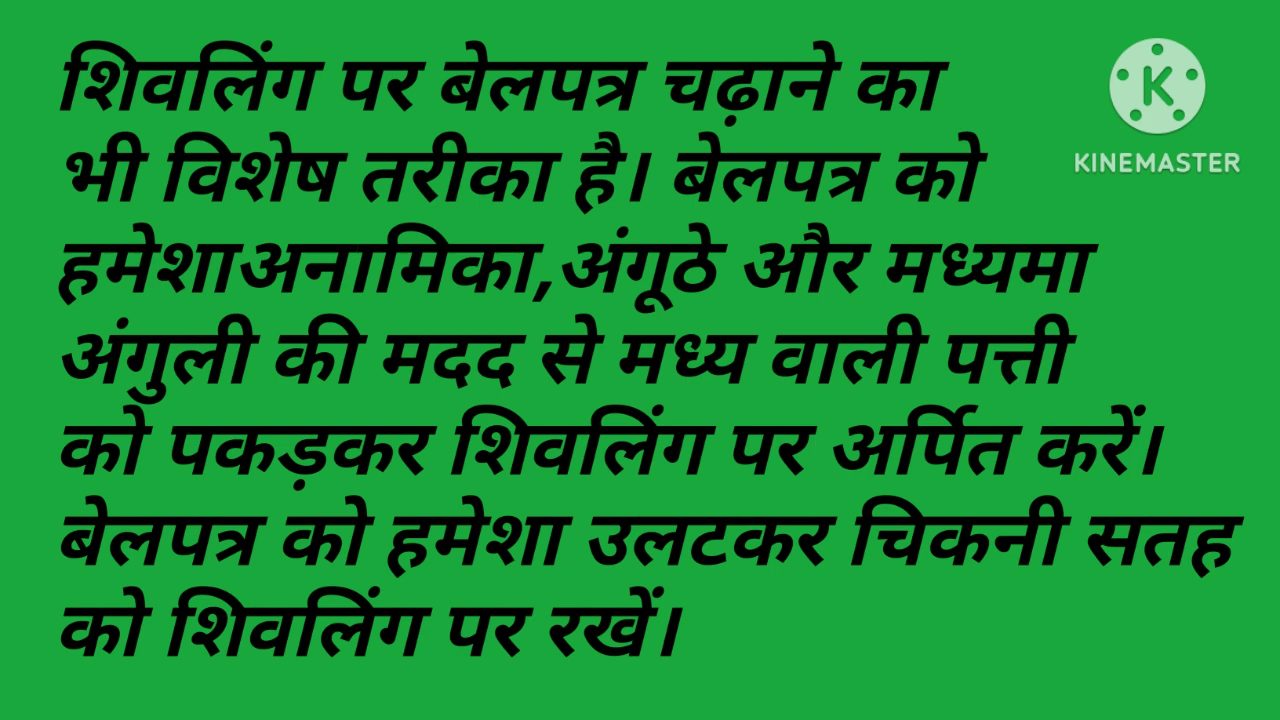 शिवलिंग पर बेलपत्र चढ़ाने का
भी विशेष तरीका है। बेलपत्र को
हमेशाअनामिका,अंगूठे और मध्यमा
अंगुली की मदद से मध्य वाली पत्ती
को पकड़कर शिवलिंग पर अर्पित करें।
बेलपत्र को हमेशा उलटकर चिकनी सतह
को शिवलिंग पर रखें।
K
KINEMASTER